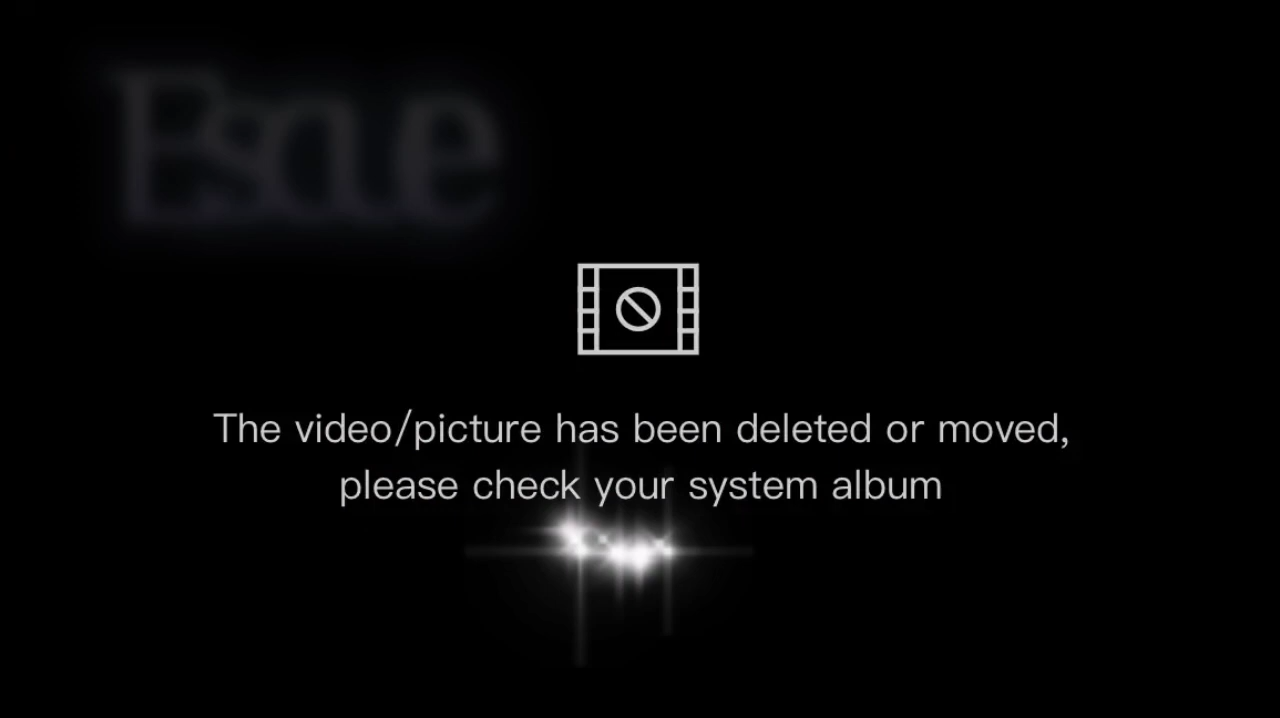 The video/picture has been deleted or moved,
please check your system album